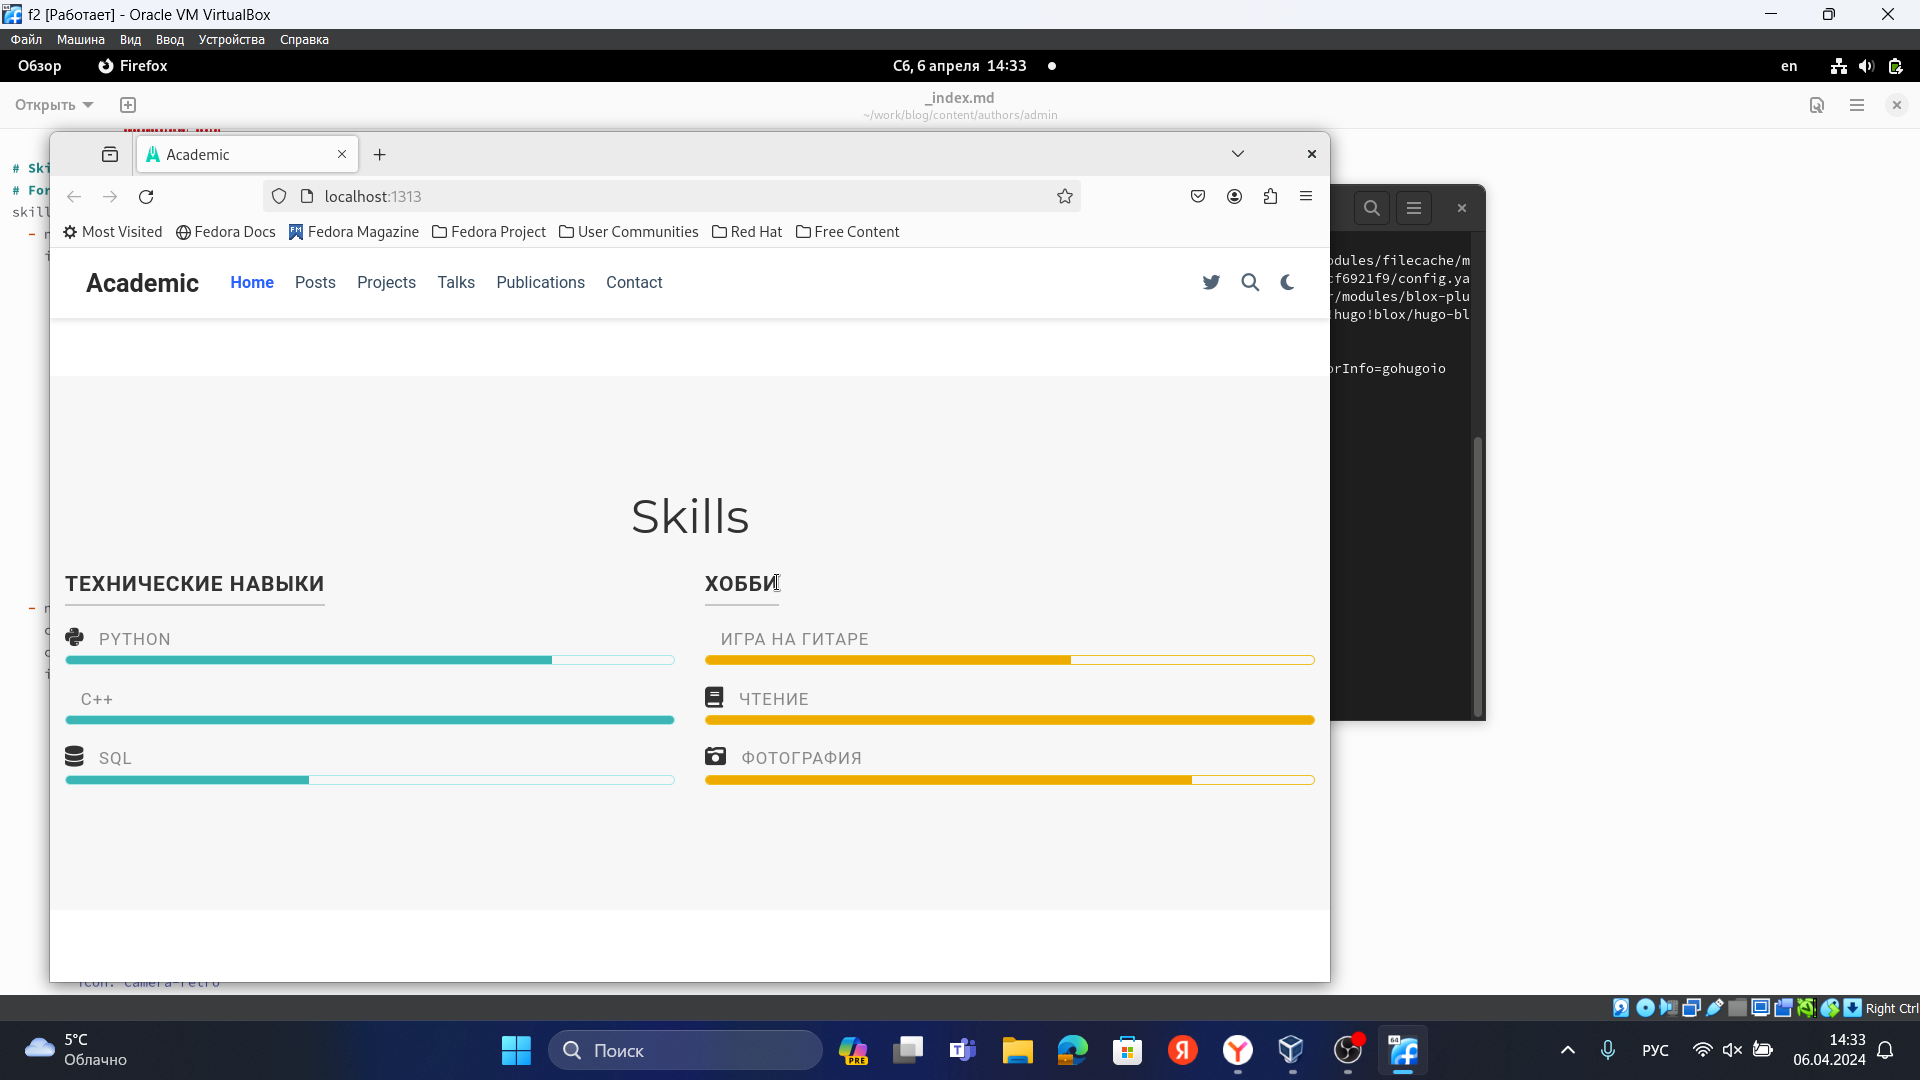 f2 [Работает] - Oracle VM VirtualBox
Файл Машина Вид Ввод Устройства Справка
Обзор Firefox Сб, 6 апреля 14:33 en
Открыть _index.md
~/work/blog/content/authors/admin
# Ski
# For
skill
Academic
localhost:1313
Most Visited Fedora Docs Fedora Magazine Fedora Project User Communities Red Hat Free Content
Academic Home Posts Projects Talks Publications Contact
odules/filecache/m
cf6921f9/config.ya
r/modules/blox-plu
!hugo!blox/hugo-bl
orInfo=gohugoio
Skills
ТЕХНИЧЕСКИЕ НАВЫКИ
PYTHON
C++
SQL
ХОББИ
ИГРА НА ГИТАРЕ
ЧТЕНИЕ
ФОТОГРАФИЯ
icon: camera-retro
Right Ctrl
5°C
Облачно
Поиск
PRE
РУС
14:33
06.04.2024